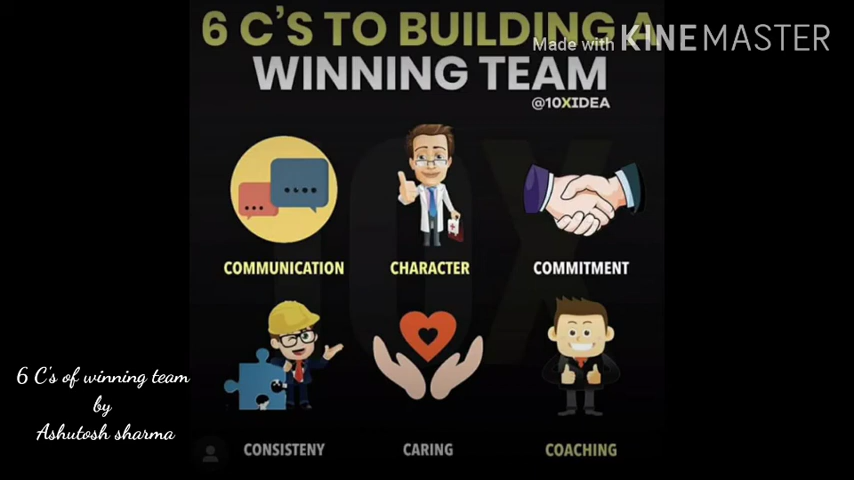 6 C'S TO BUILDING A
Made with KINEMASTER
WINNING TEAM
@10XIDEA
COMMUNICATION
CHARACTER
COMMITMENT
CONSISTENY
CARING
COACHING
6 C's of winning team
by
Ashutosh sharma